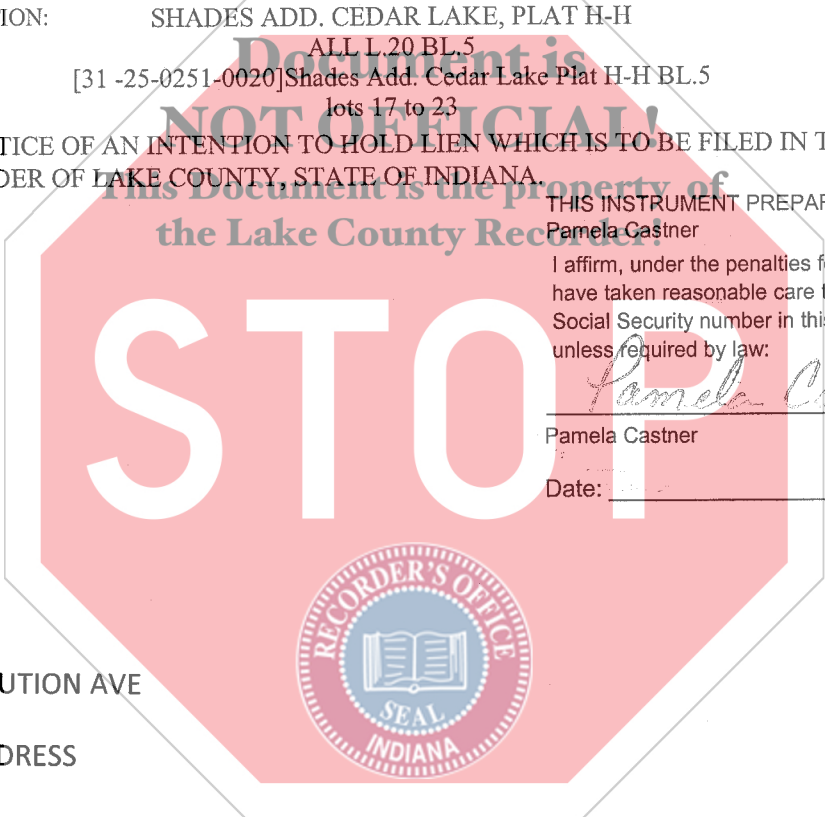 ION: SHADES ADD. CEDAR LAKE, PLAT H-H
ALL L.20 BL.5
[31 -25-0251-0020]Shades Add. Cedar Lake Plat H-H BL.5
lots 17 to 23
TICE OF AN INTENTION TO HOLD LIEN WHICH IS TO BE FILED IN T
DER OF LAKE COUNTY, STATE OF INDIANA.
Document is
NOT OFFICIAL!
This Document is the property of
the Lake County Recorder!
THIS INSTRUMENT PREPAR
Pamela Castner
I affirm, under the penalties f
have taken reasonable care t
Social Security number in this
unless required by law:
Pamela C
Pamela Castner
Date:
STOP
RECORDER'S OFFICE
SEAL
INDIANA
UTION AVE
DRESS